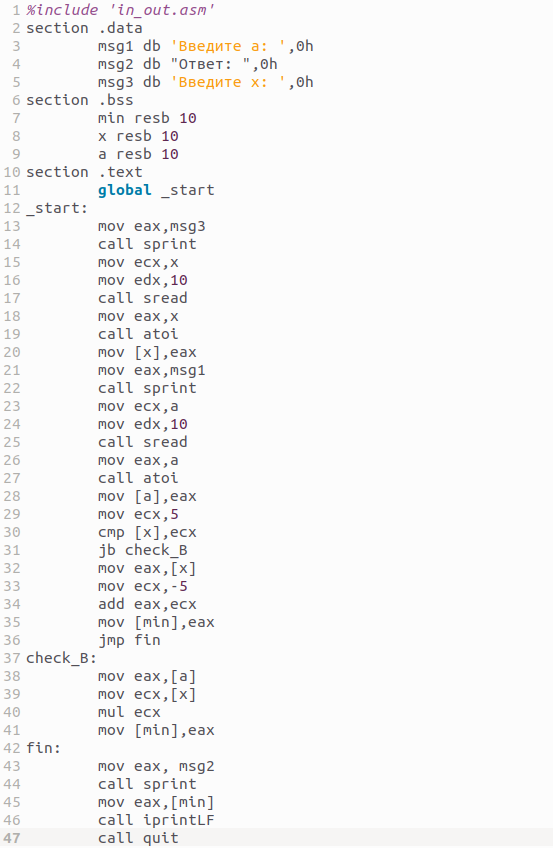 1 %include 'in_out.asm'
2 section .data
3 msg1 db 'Введите a: ',0h
4 msg2 db "Ответ: ",0h
5 msg3 db 'Введите x: ',0h
6 section .bss
7 min resb 10
8 x resb 10
9 a resb 10
10 section .text
11 global _start
12 _start:
13 mov eax,msg3
14 call sprint
15 mov ecx,x
16 mov edx,10
17 call sread
18 mov eax,x
19 call atoi
20 mov [x],eax
21 mov eax,msg1
22 call sprint
23 mov ecx,a
24 mov edx,10
25 call sread
26 mov eax,a
27 call atoi
28 mov [a],eax
29 mov ecx,5
30 cmp [x],ecx
31 jb check_B
32 mov eax,[x]
33 mov ecx,-5
34 add eax,ecx
35 mov [min],eax
36 jmp fin
37 check_B:
38 mov eax,[a]
39 mov ecx,[x]
40 mul ecx
41 mov [min],eax
42 fin:
43 mov eax, msg2
44 call sprint
45 mov eax,[min]
46 call iprintLF
47 call quit